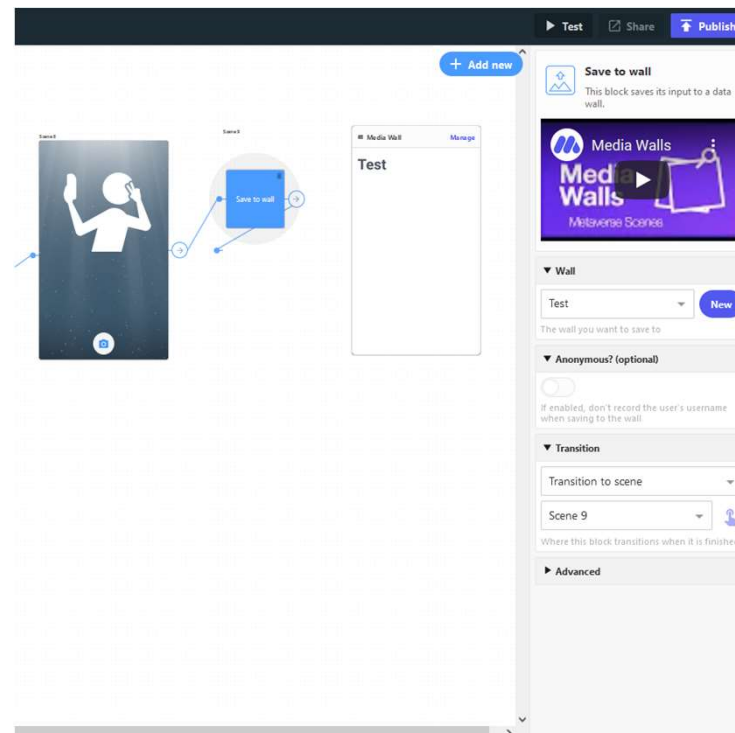 Test
Share
Publish
+ Add new
Save to wall
This block saves its input to a data
wall.
Media Walls
Media
Walls
Metaverse Scenes
Media Wall
Manage
Test
Save to wall
Wall
Test
New
The wall you want to save to
Anonymous? (optional)
If enabled, don't record the user's username
when saving to the wall.
Transition
Transition to scene
Scene 9
Where this block transitions when it is finished
Advanced